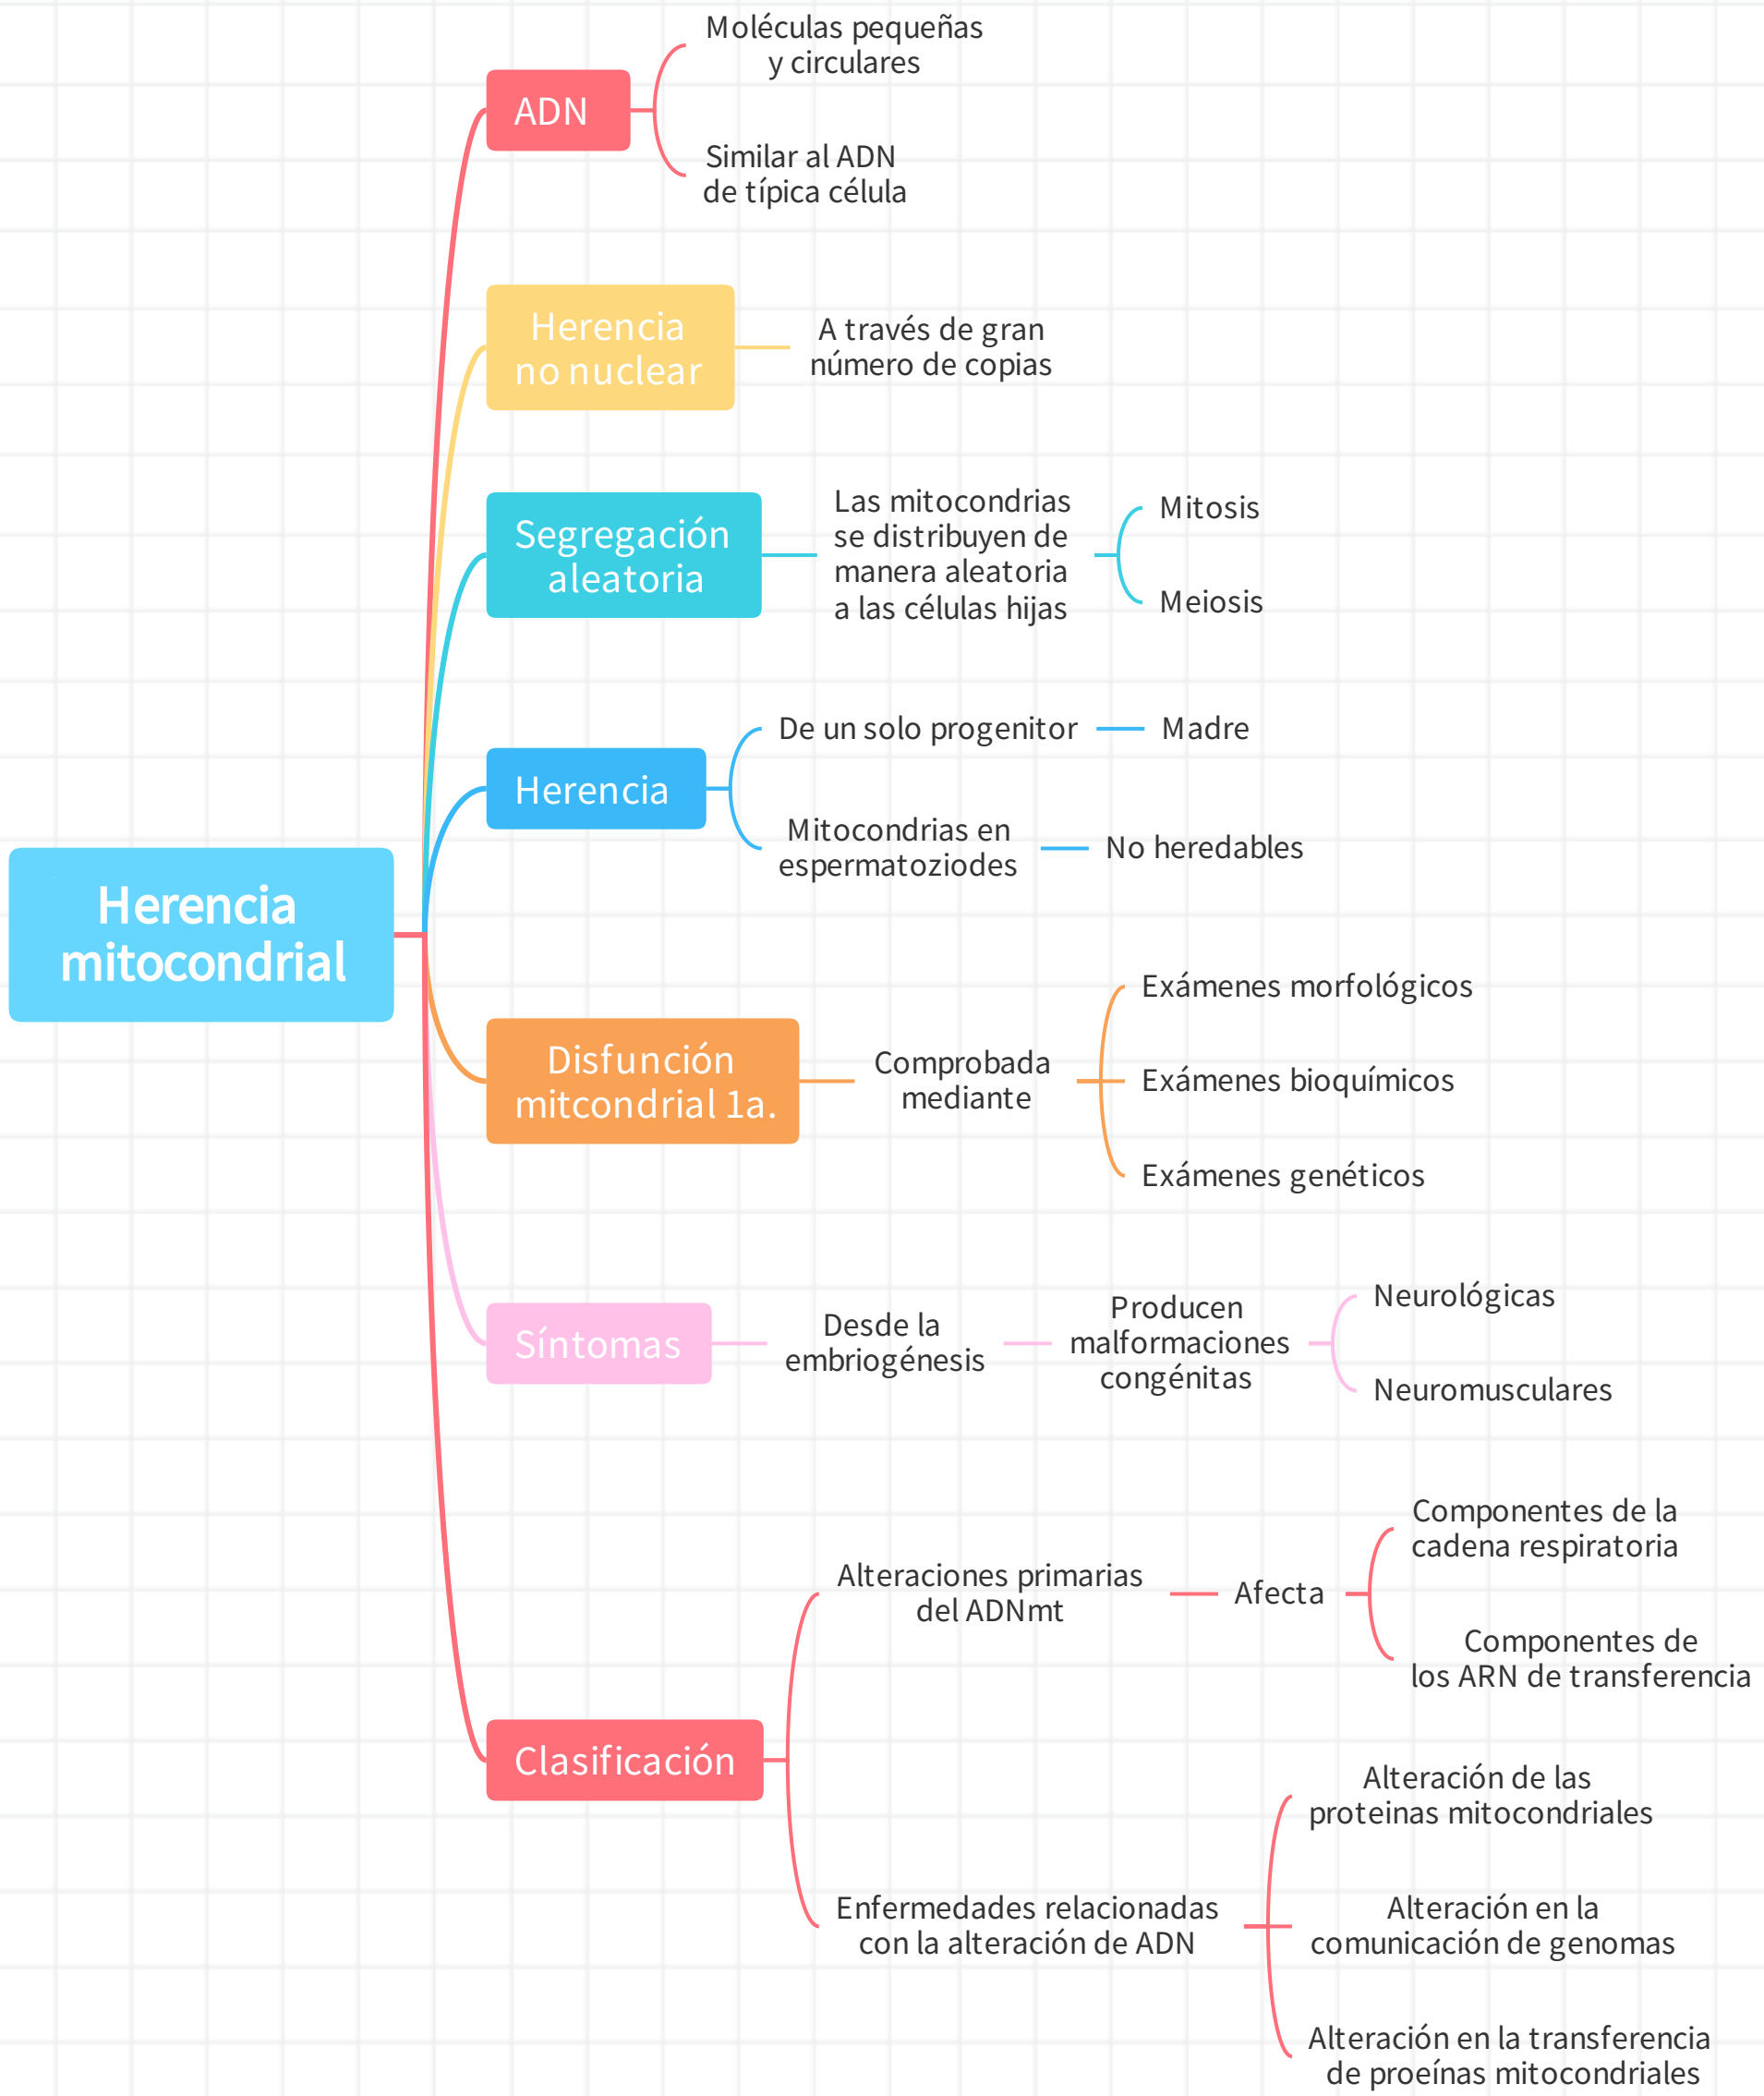 Herencia
mitocondrial
ADN
Moléculas pequeñas
y circulares
Similar al ADN
de típica célula
Herencia
no nuclear
A través de gran
número de copias
Segregación
aleatoria
Las mitocondrias
se distribuyen de
manera aleatoria
a las células hijas
Mitosis
Meiosis
Herencia
De un solo progenitor
Madre
Mitocondrias en
espermatoziodes
No heredables
Disfunción
mitcondrial 1a.
Comprobada
mediante
Exámenes morfológicos
Exámenes bioquímicos
Exámenes genéticos
Síntomas
Desde la
embriogénesis
Producen
malformaciones
congénitas
Neurológicas
Neuromusculares
Clasificación
Alteraciones primarias
del ADNmt
Afecta
Componentes de la
cadena respiratoria
Componentes de
los ARN de transferencia
Enfermedades relacionadas
con la alteración de ADN
Alteración de las
proteinas mitocondriales
Alteración en la
comunicación de genomas
Alteración en la transferencia
de proeínas mitocondriales